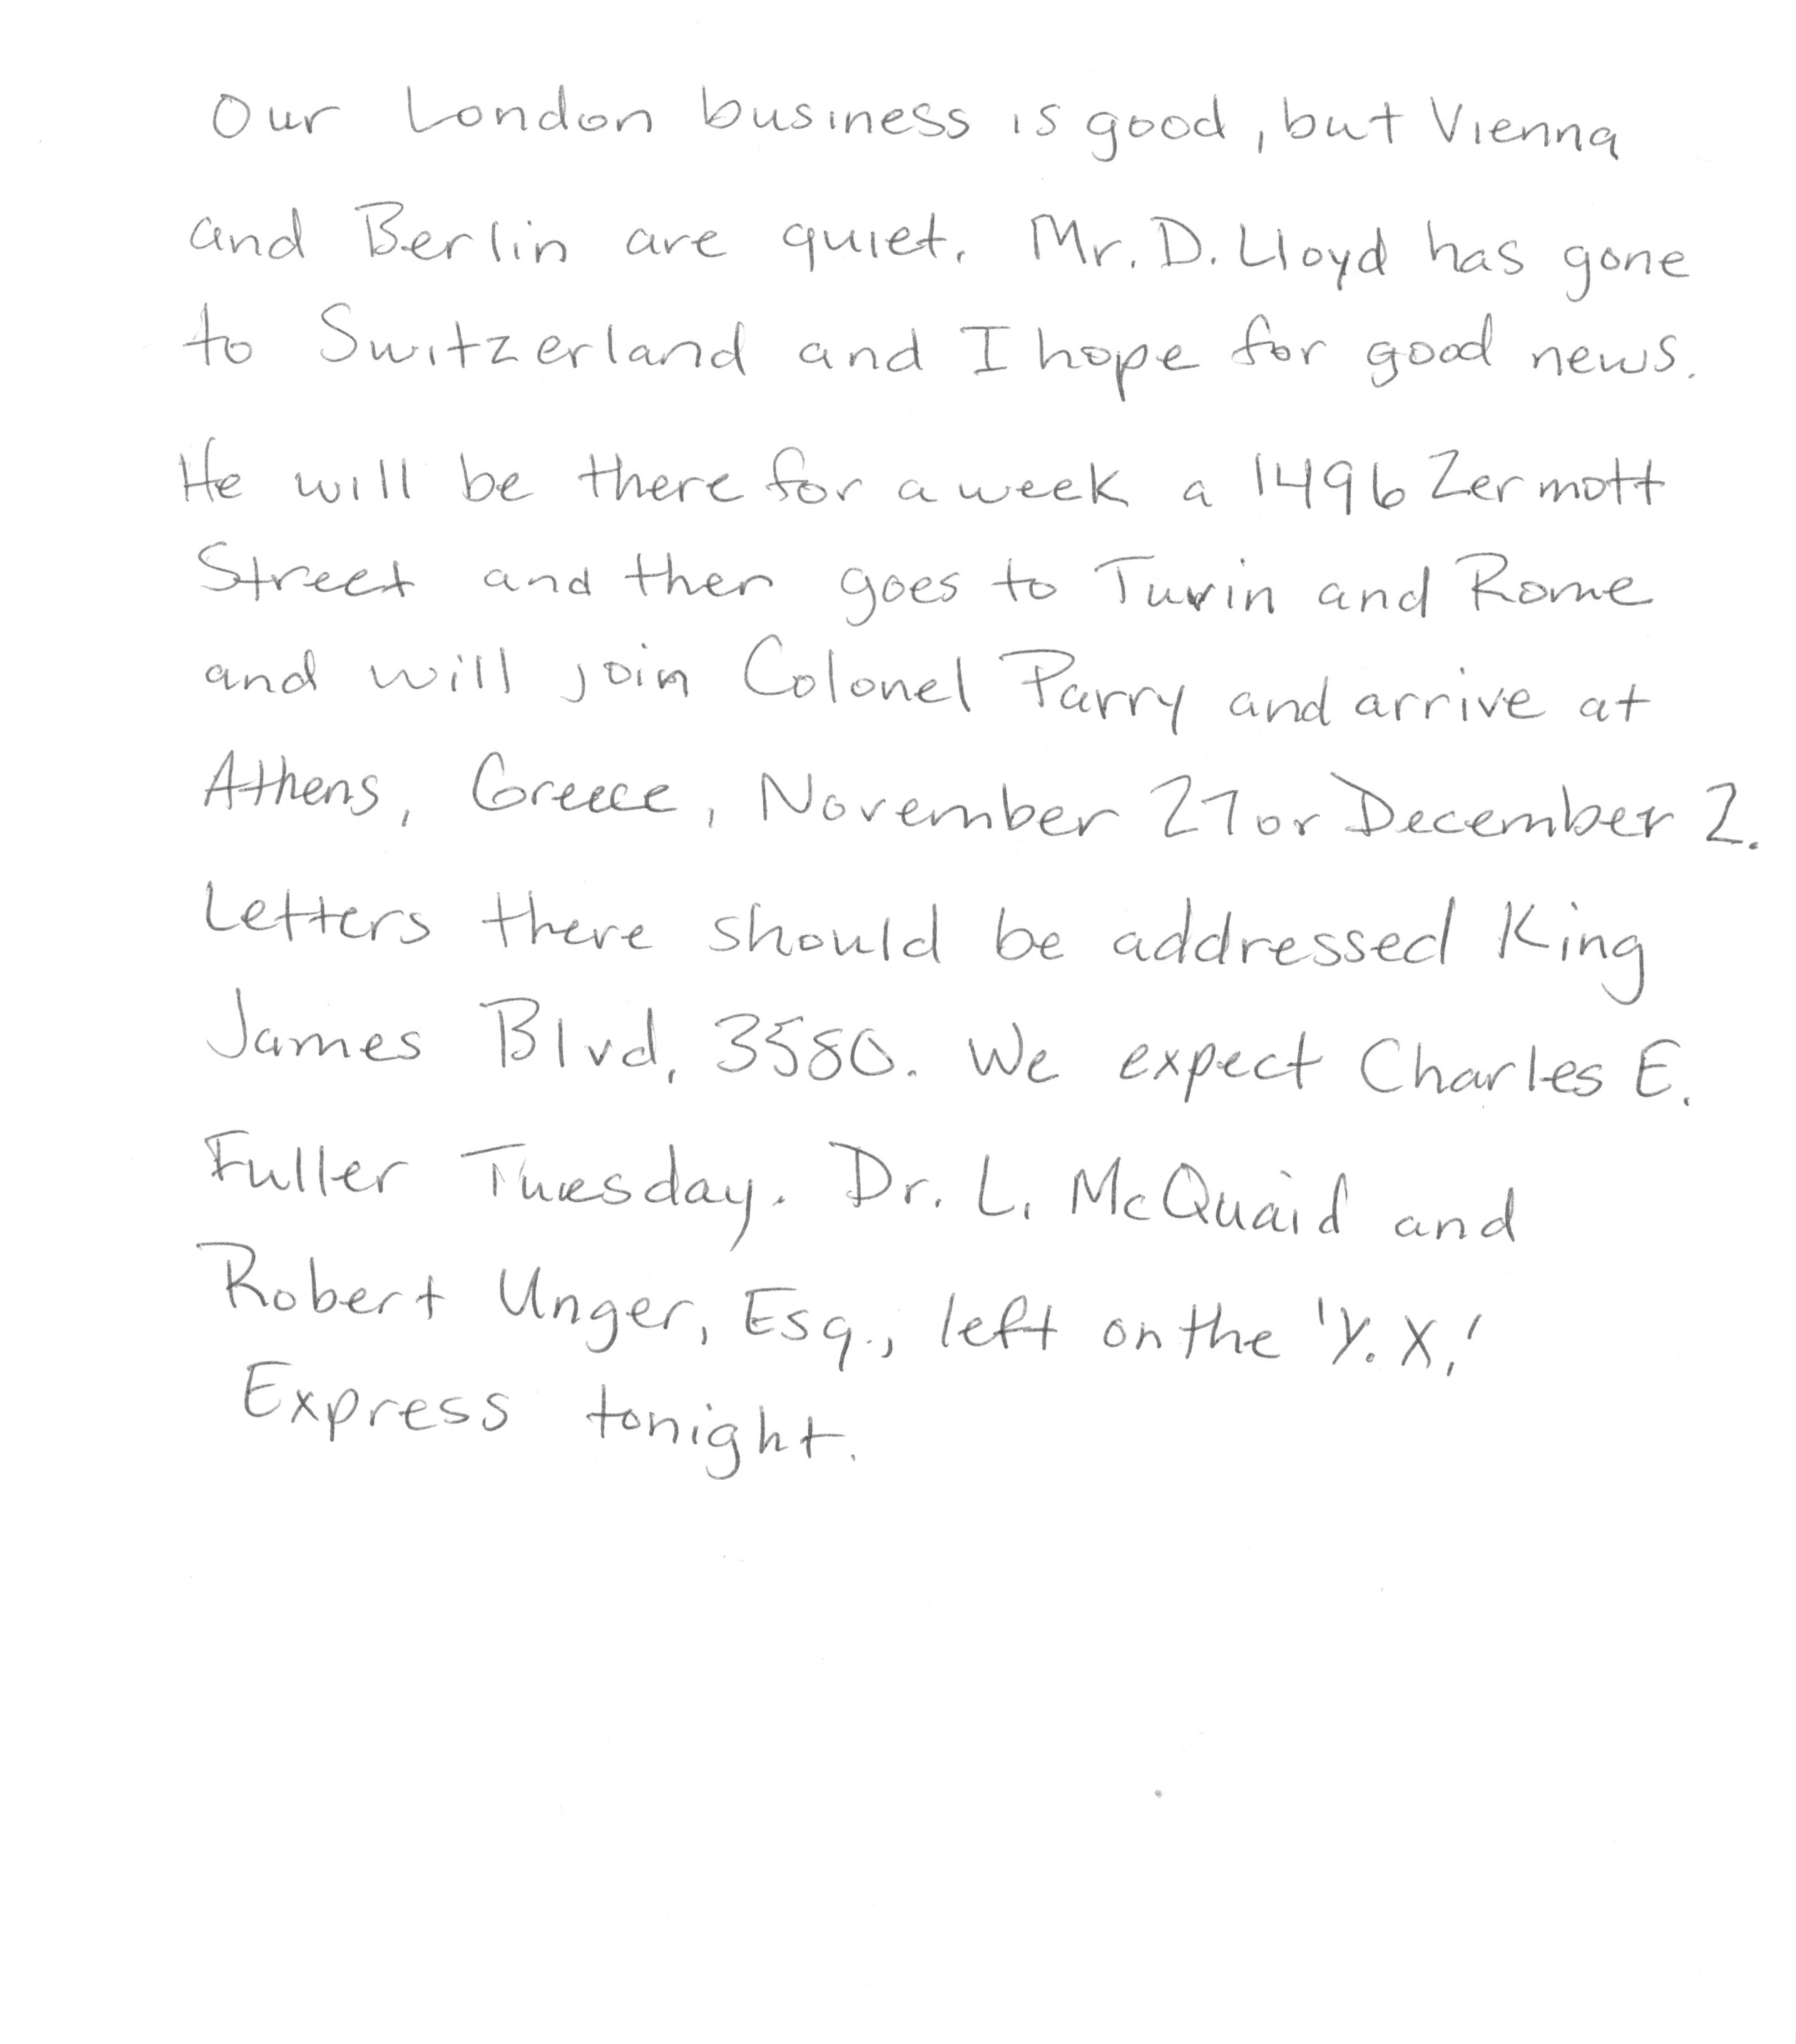 Our London business is good, but Vienna
and Berlin are quiet. Mr. D. Lloyd has gone
to Switzerland and I hope for good news.
He will be there for a week a 1496 Zermott
Street and then goes to Turin and Rome
and will join Colonel Parry and arrive at
Athens, Greece, November 27 or December 2.
Letters there should be addressed King
James Blvd, 3580. We expect Charles E.
Fuller Tuesday. Dr. L. McQuaid and
Robert Unger, Esq., left on the 'Y. X.'
Express tonight.